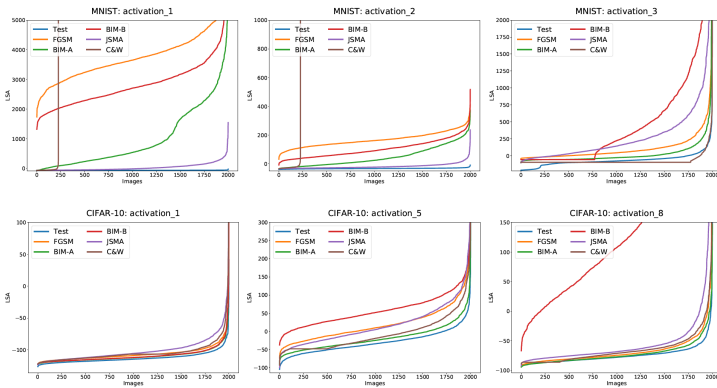 MNIST: activation_1
5000
4000
3000
2000
1000
0
LSA
Test
FGSM
BIM-A
BIM-B
JSMA
C&W
0 250 500 750 1000 1250 1500 1750 2000
Images
MNIST: activation_2
1000
800
600
400
200
0
LSA
Test
FGSM
BIM-A
BIM-B
JSMA
C&W
0 250 500 750 1000 1250 1500 1750 2000
Images
MNIST: activation_3
2000
1750
1500
1250
1000
750
500
250
0
LSA
Test
FGSM
BIM-A
BIM-B
JSMA
C&W
0 250 500 750 1000 1250 1500 1750 2000
Images
CIFAR-10: activation_1
100
50
0
−50
−100
LSA
Test
FGSM
BIM-A
BIM-B
JSMA
C&W
0 250 500 750 1000 1250 1500 1750 2000
Images
CIFAR-10: activation_5
300
250
200
150
100
50
0
−50
−100
LSA
Test
FGSM
BIM-A
BIM-B
JSMA
C&W
0 250 500 750 1000 1250 1500 1750 2000
Images
CIFAR-10: activation_8
150
100
50
0
−50
−100
LSA
Test
FGSM
BIM-A
BIM-B
JSMA
C&W
0 250 500 750 1000 1250 1500 1750 2000
Images